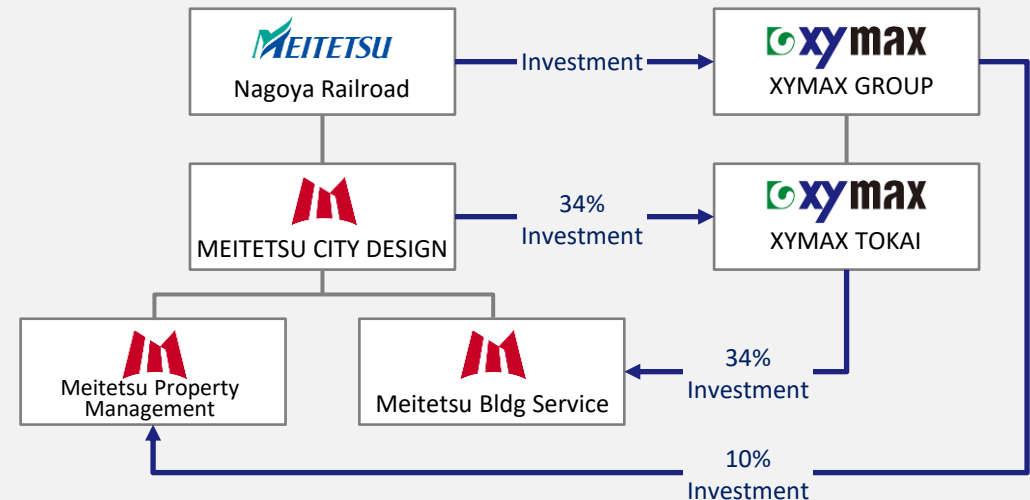 MEITETSU
Nagoya Railroad
Investment
xymax
XYMAX GROUP
MEITETSU CITY DESIGN
34%
Investment
xymax
XYMAX TOKAI
Meitetsu Property
Management
Meitetsu Bldg Service
34%
Investment
10%
Investment